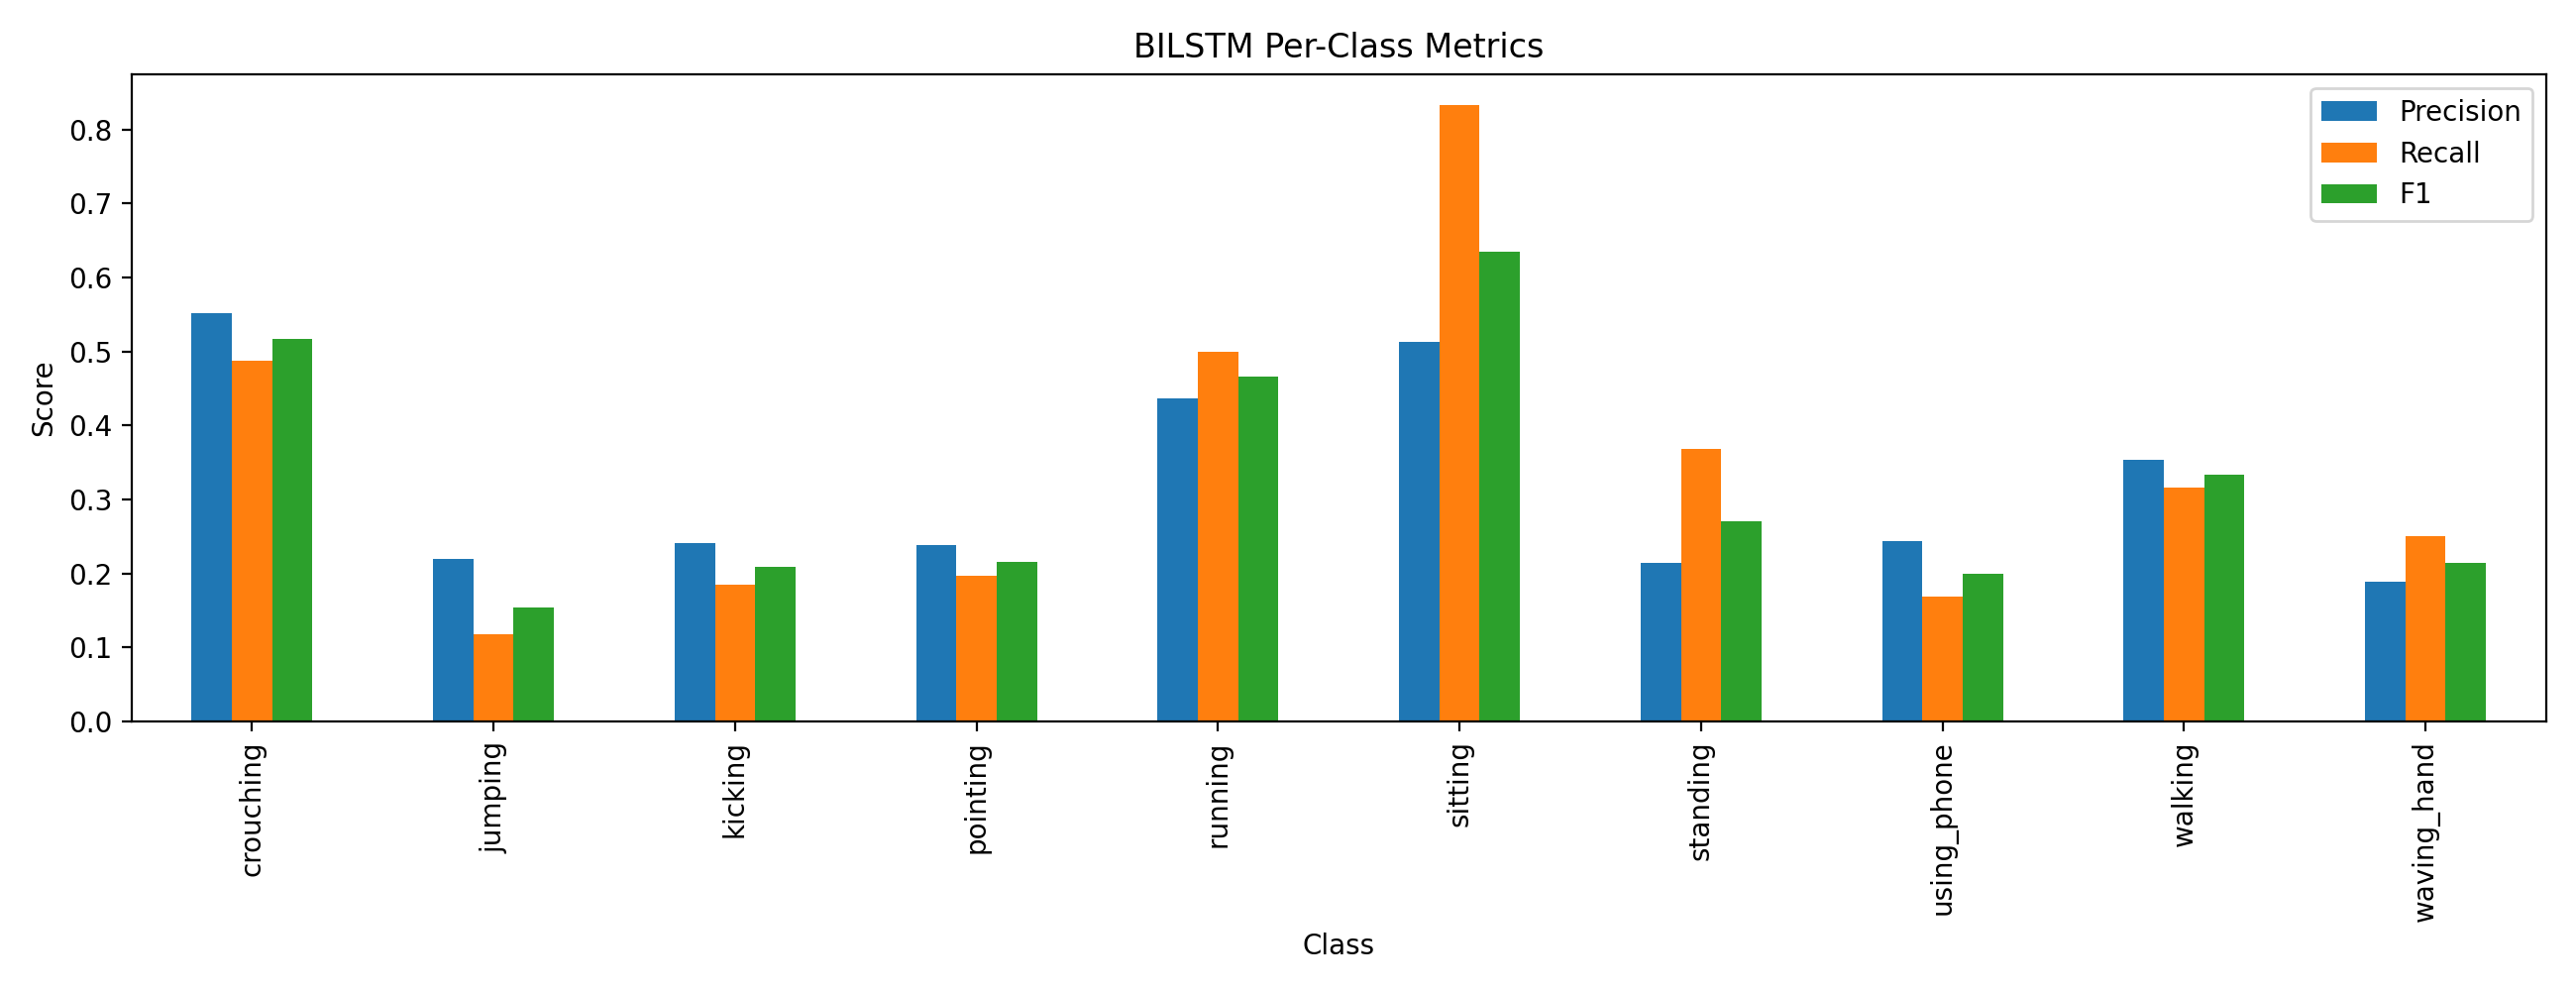 BILSTM Per-Class Metrics
Precision
Recall
F1
Score
0.8
0.7
0.6
0.5
0.4
0.3
0.2
0.1
0.0
crouching
jumping
kicking
pointing
running
sitting
standing
using_phone
walking
waving_hand
Class